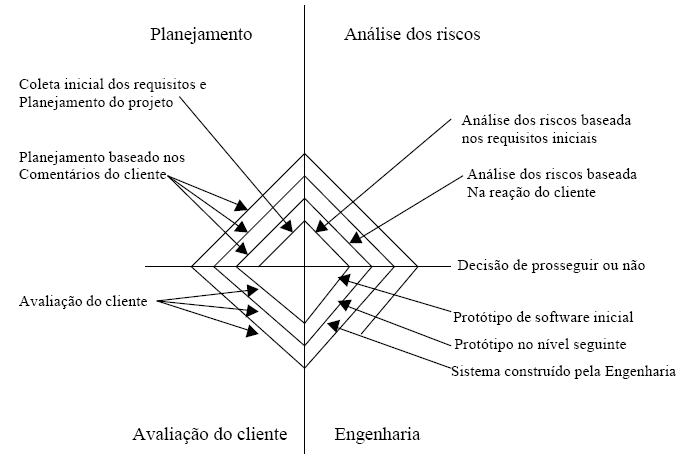 Planejamento
Análise dos riscos
Coleta inicial dos requisitos e
Planejamento do projeto
Análise dos riscos baseada
nos requisitos iniciais
Planejamento baseado nos
Comentários do cliente
Análise dos riscos baseada
Na reação do cliente
Decisão de prosseguir ou não
Avaliação do cliente
Protótipo de software inicial
Protótipo no nível seguinte
Sistema construído pela Engenharia
Avaliação do cliente
Engenharia